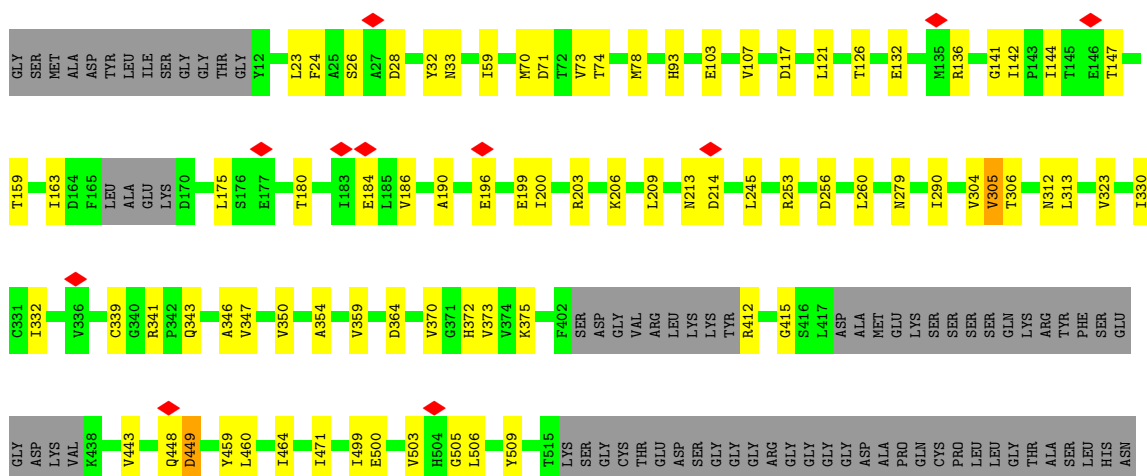 GLY SER MET ALA ASP TYR LEU ILE SER GLY GLY THR GLY Y12 L23 F24 A25 S26 A27 D28 Y32 N33 I59 M70 D71 T72 V73 T74 M78 H93 E103 V107 D117 L121 T126 E132 M135 R136 G141 I142 P143 I144 T145 E146 T147
T159 I163 D164 F165 LEU ALA GLU LYS D170 L175 S176 E177 T180 I183 E184 L185 V186 A190 E196 E199 I200 R203 K206 L209 N213 D214 L245 R253 D256 L260 N279 I290 V304 V305 T306 N312 L313 V323 I330
C331 I332 V336 C339 G340 R341 P342 Q343 A346 V347 V350 A354 V359 D364 V370 G371 H372 V373 V374 K375 F402 SER ASP GLY VAL ARG LEU LYS LYS TYR R412 G415 S416 L417 ASP ALA MET GLU LYS SER SER SER SER GLN LYS ARG TYR PHE SER GLU
GLY ASP LYS VAL K438 V443 Q448 D449 Y459 L460 I464 I471 I499 E500 V503 H504 G505 L506 Y509 T515 LYS SER GLY CYS THR GLU ASP SER GLY GLY ARG GLY GLY GLY GLY ASP ALA PRO GLN CYS PRO LEU LEU GLY THR ALA SER LEU HIS ASN